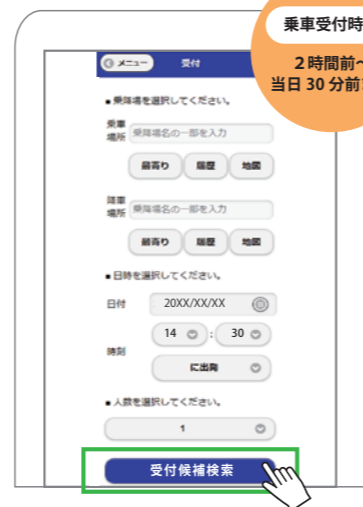 乗車受付時
２時間前〜
当日 30 分前
メニュー 受付
■ 乗降場を選択してください。
乗車場所 乗降場名の一部を入力
最寄り 履歴 地図
降車場所 乗降場名の一部を入力
最寄り 履歴 地図
■ 日時を選択してください。
日付 20XX/XX/XX
時刻 14 : 30
に出発
■ 人数を選択してください。
1
受付候補検索